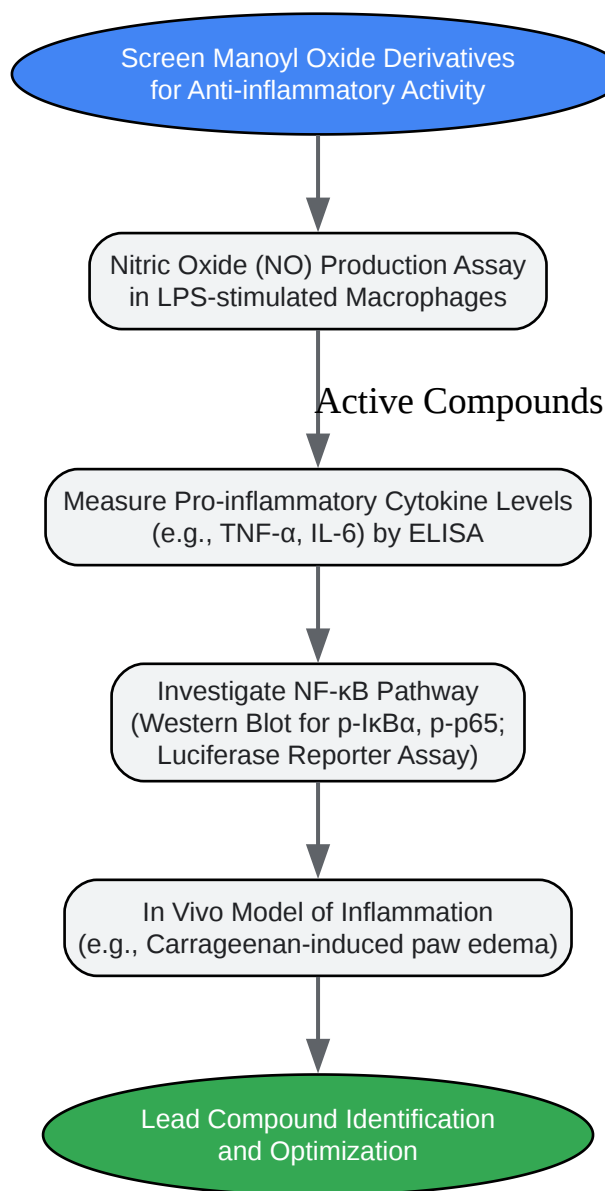 Screen Manoyl Oxide Derivatives
for Anti-inflammatory Activity
Nitric Oxide (NO) Production Assay
in LPS-stimulated Macrophages
Active Compounds
Measure Pro-inflammatory Cytokine Levels
(e.g., TNF-α, IL-6) by ELISA
Investigate NF-κB Pathway
(Western Blot for p-IκBα, p-p65;
Luciferase Reporter Assay)
In Vivo Model of Inflammation
(e.g., Carrageenan-induced paw edema)
Lead Compound Identification
and Optimization